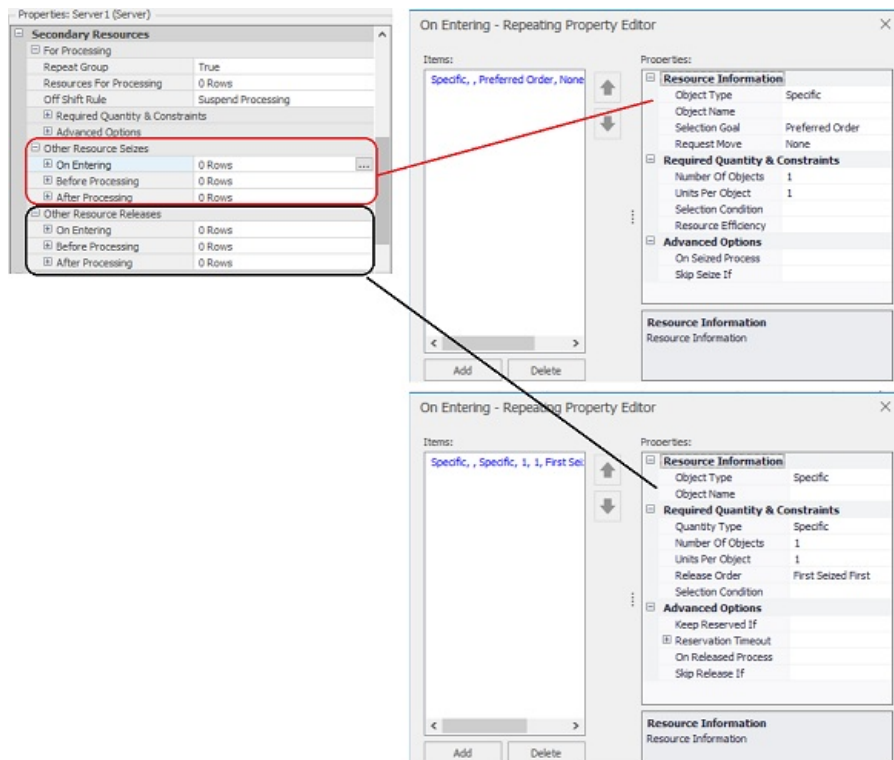 Properties: Server1 (Server)
Secondary Resources
For Processing
Repeat Group True
Resources For Processing 0 Rows
Off Shift Rule Suspend Processing
Required Quantity & Constraints
Advanced Options
Other Resource Seizes
On Entering 0 Rows ...
Before Processing 0 Rows
After Processing 0 Rows
Other Resource Releases
On Entering 0 Rows
Before Processing 0 Rows
After Processing 0 Rows
On Entering - Repeating Property Editor
Items:
Specific, , Preferred Order, None
Add Delete
Properties:
Resource Information
Object Type Specific
Object Name
Selection Goal Preferred Order
Request Move None
Required Quantity & Constraints
Number Of Objects 1
Units Per Object 1
Selection Condition
Resource Efficiency
Advanced Options
On Seized Process
Skip Seize If
Resource Information
Resource Information
On Entering - Repeating Property Editor
Items:
Specific, , Specific, 1, 1, First Sei
Add Delete
Properties:
Resource Information
Object Type Specific
Object Name
Required Quantity & Constraints
Quantity Type Specific
Number Of Objects 1
Units Per Object 1
Release Order First Seized First
Selection Condition
Advanced Options
Keep Reserved If
Reservation Timeout
On Released Process
Skip Release If
Resource Information
Resource Information